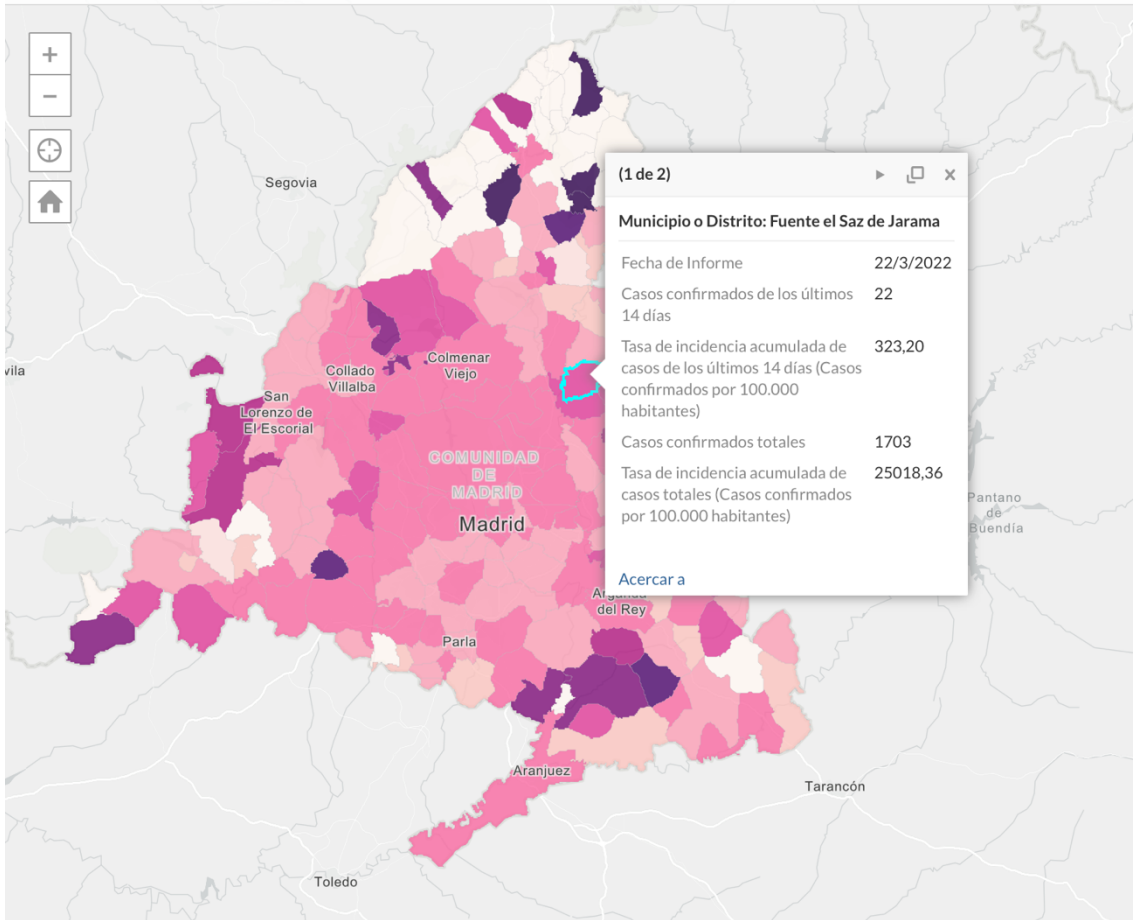 +
−
Segovia
vila
Collado
Villalba
Colmenar
Viejo
San
Lorenzo de
El Escorial
COMUNIDAD
DE
MADRID
Madrid
Arganda
del Rey
Parla
Aranjuez
Toledo
Tarancón
Pantano
de
Buendía
(1 de 2)
Municipio o Distrito: Fuente el Saz de Jarama
Fecha de Informe 22/3/2022
Casos confirmados de los últimos 22
14 días
Tasa de incidencia acumulada de 323,20
casos de los últimos 14 días (Casos
confirmados por 100.000
habitantes)
Casos confirmados totales 1703
Tasa de incidencia acumulada de 25018,36
casos totales (Casos confirmados
por 100.000 habitantes)
Acercar a